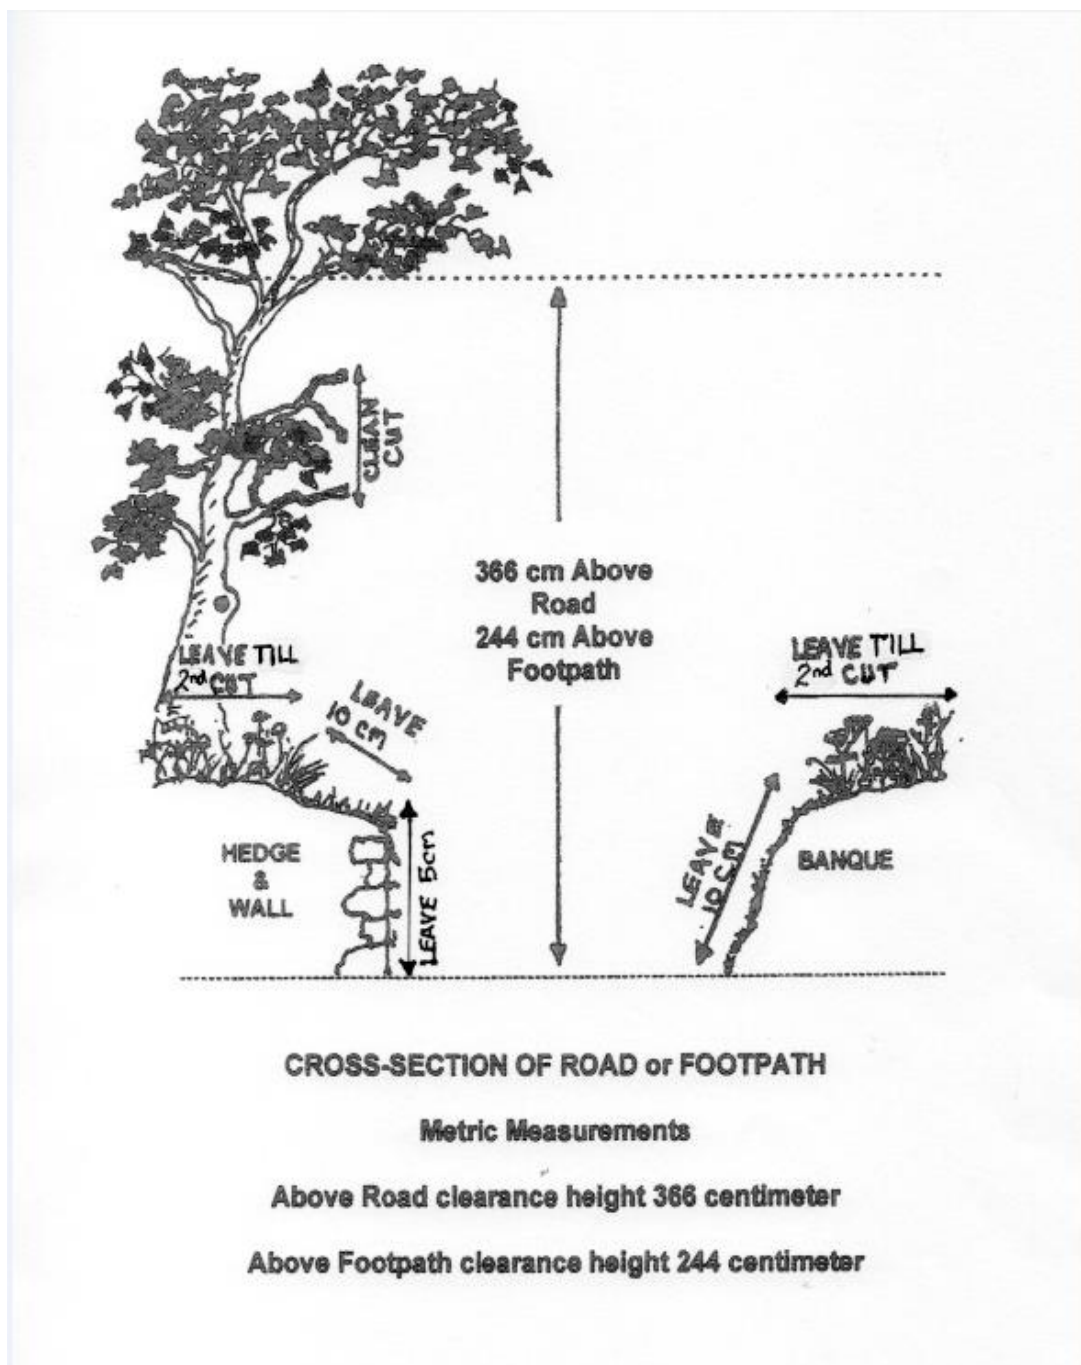 CLEAN
CUT
366 cm Above
Road
244 cm Above
Footpath
LEAVE TILL
2nd CUT
LEAVE
10 CM
LEAVE TILL
2nd CUT
HEDGE
&
WALL
LEAVE 5cm
LEAVE
10 CM
BANQUE
CROSS-SECTION OF ROAD or FOOTPATH
Metric Measurements
Above Road clearance height 366 centimeter
Above Footpath clearance height 244 centimeter